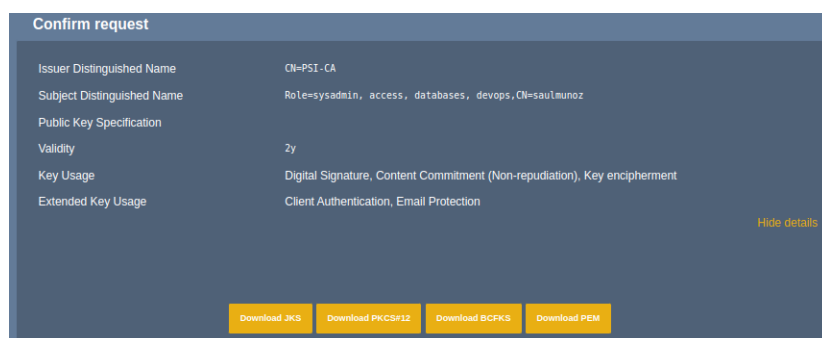 Confirm request
Issuer Distinguished Name CN=PSI-CA
Subject Distinguished Name Role=sysadmin, access, databases, devops,CN=saulmunoz
Public Key Specification
Validity 2y
Key Usage Digital Signature, Content Commitment (Non-repudiation), Key encipherment
Extended Key Usage Client Authentication, Email Protection
Hide details
Download JKS Download PKCS#12 Download BCFKS Download PEM